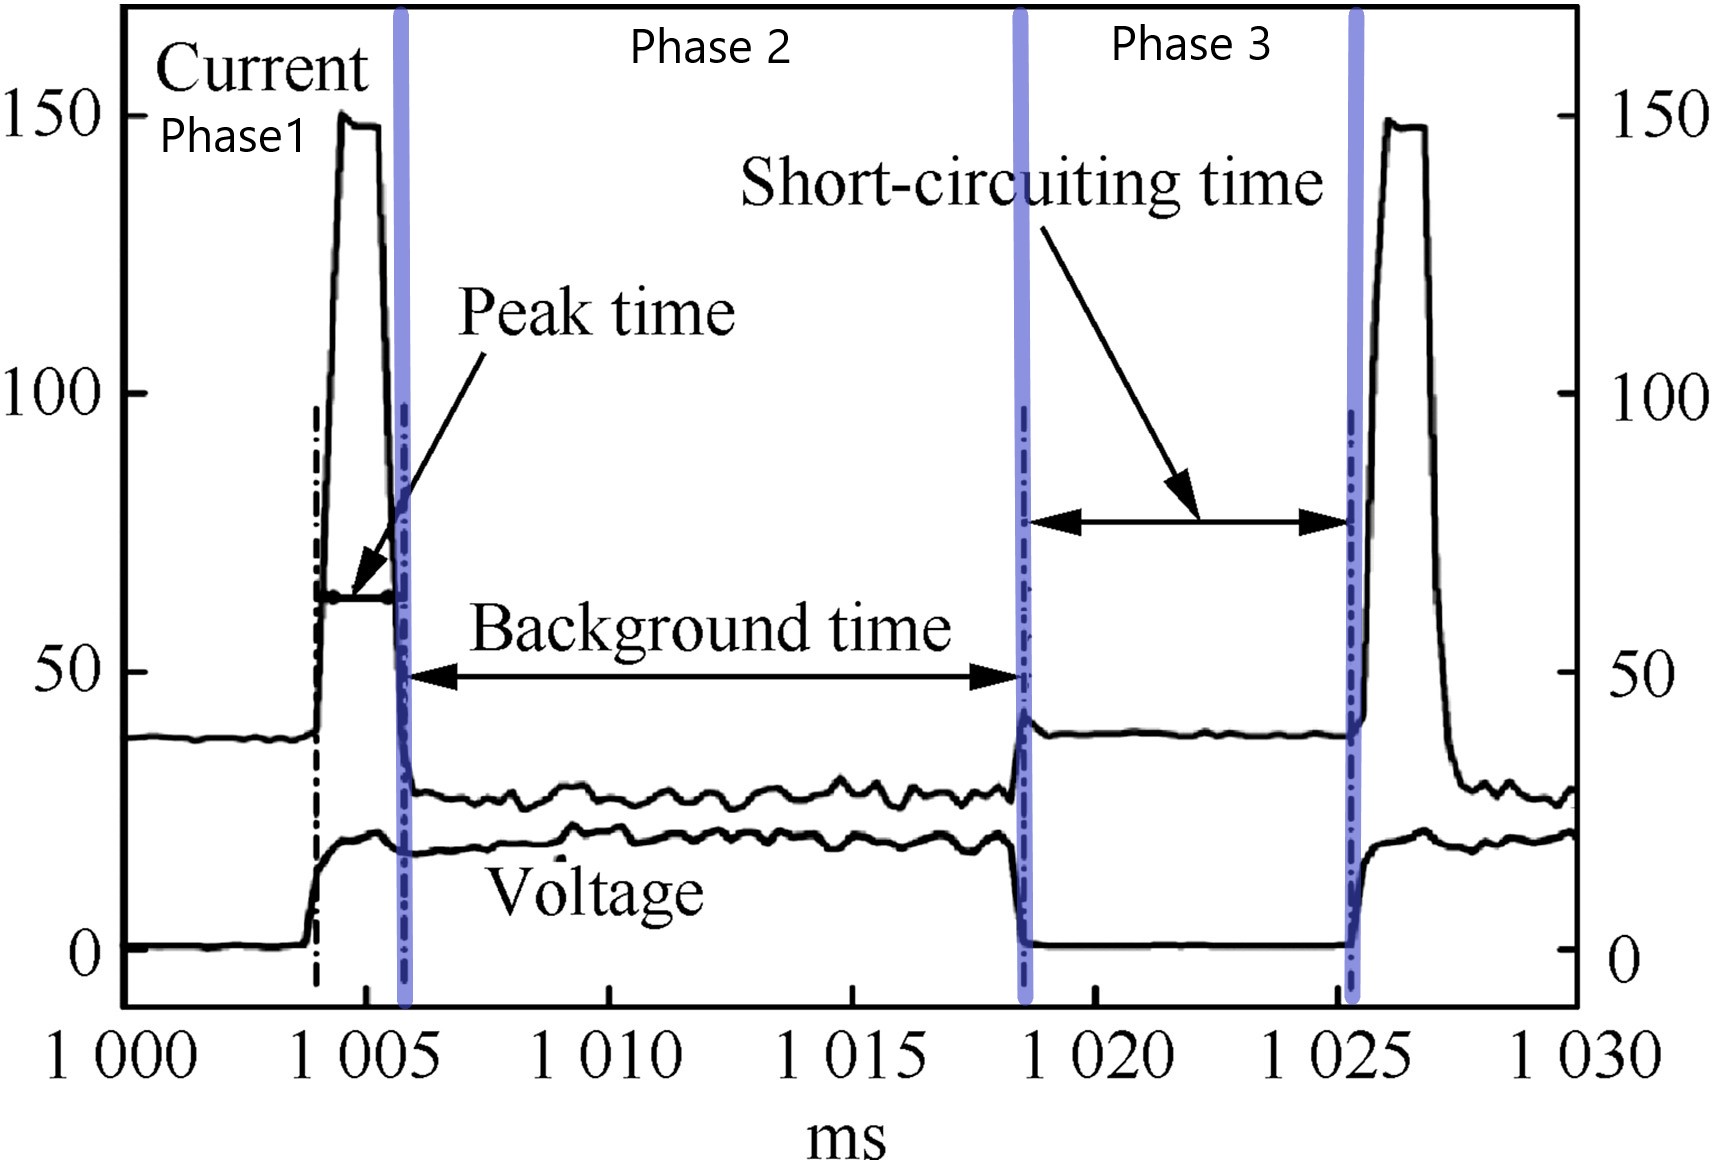 Phase 2
Phase 3
Current
Phase1
150
150
Short-circuiting time
Peak time
100
100
Background time
50
50
Voltage
0
0
1 000
1 005
1 010
1 015
1 020
1 025
1 030
ms